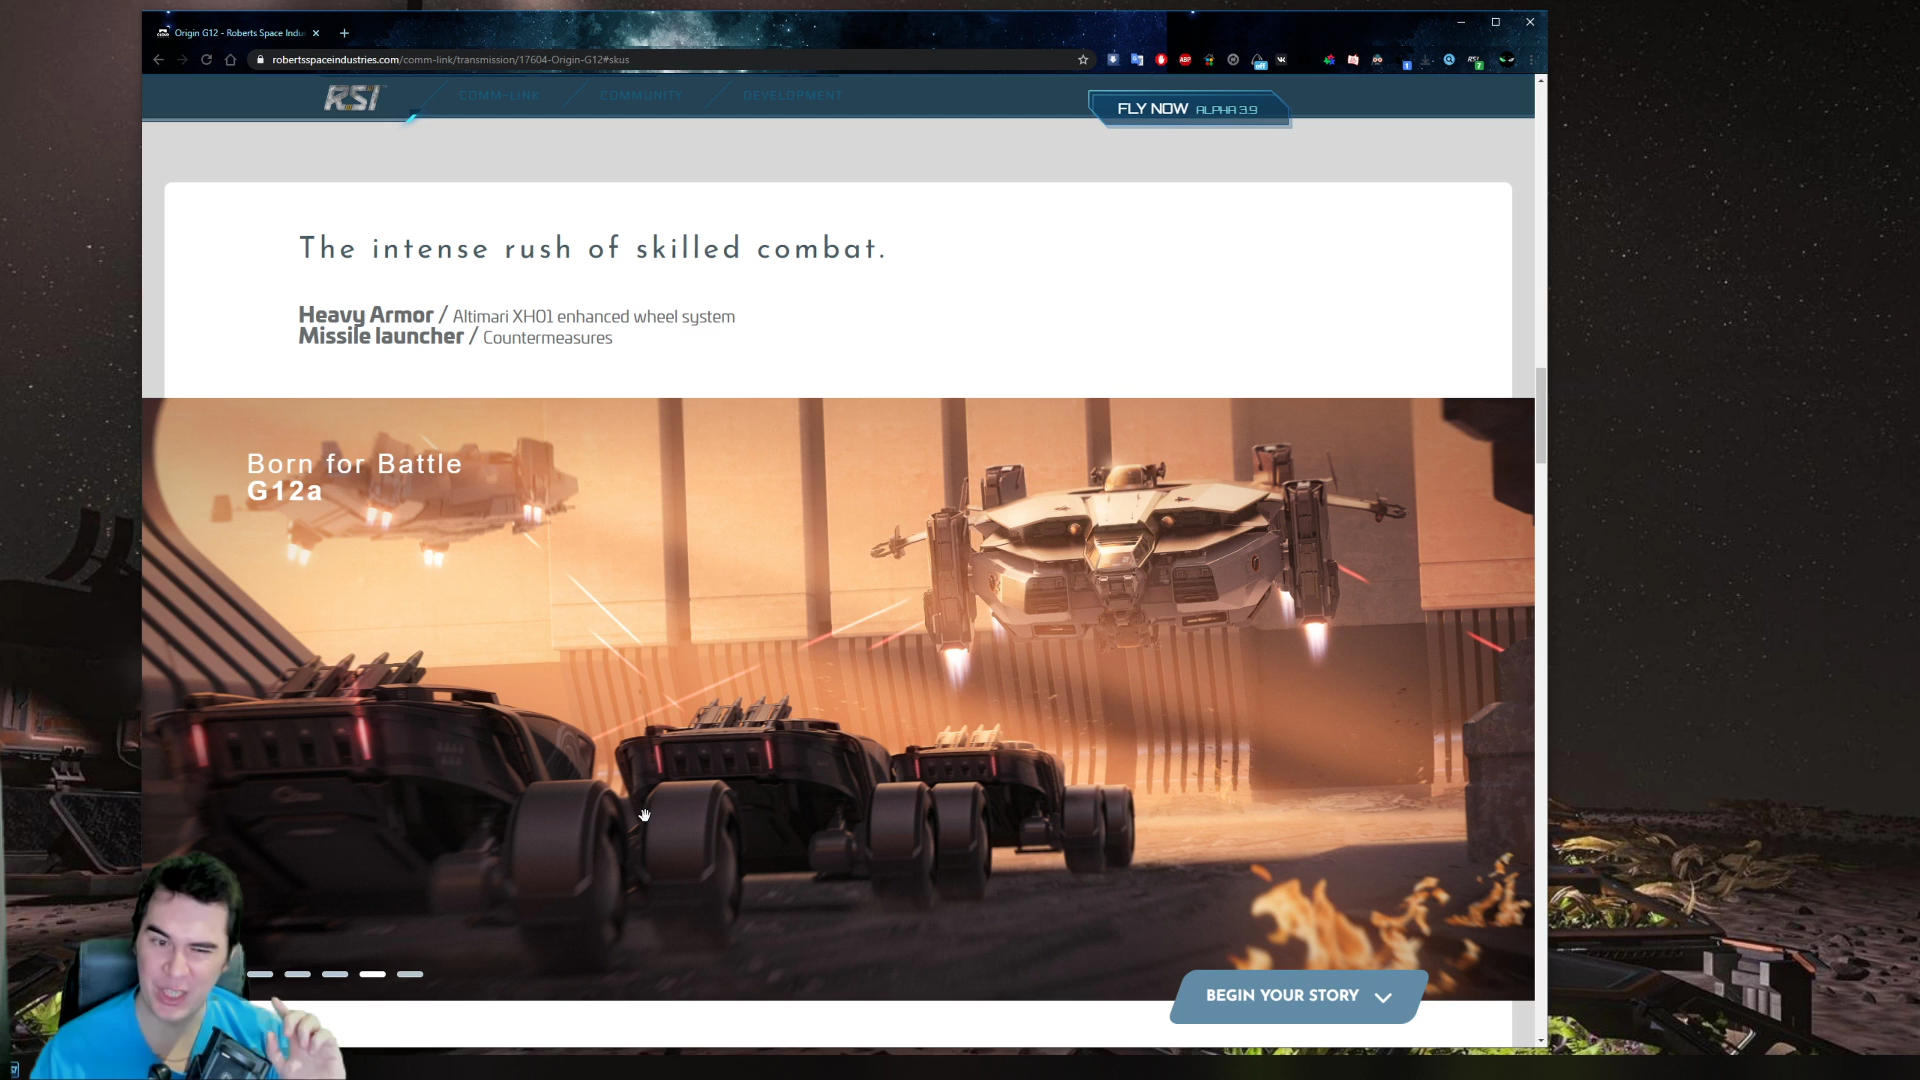 Origin G12 - Roberts Space Indus
robertsspaceindustries.com/comm-link/transmission/17604-Origin-G12#skus
RSI
COMM-LINK
COMMUNITY
DEVELOPMENT
FLY NOW ALPHA 3.9
The intense rush of skilled combat.
Heavy Armor / Altimari XH01 enhanced wheel system
Missile launcher / Countermeasures
Born for Battle
G12a
BEGIN YOUR STORY